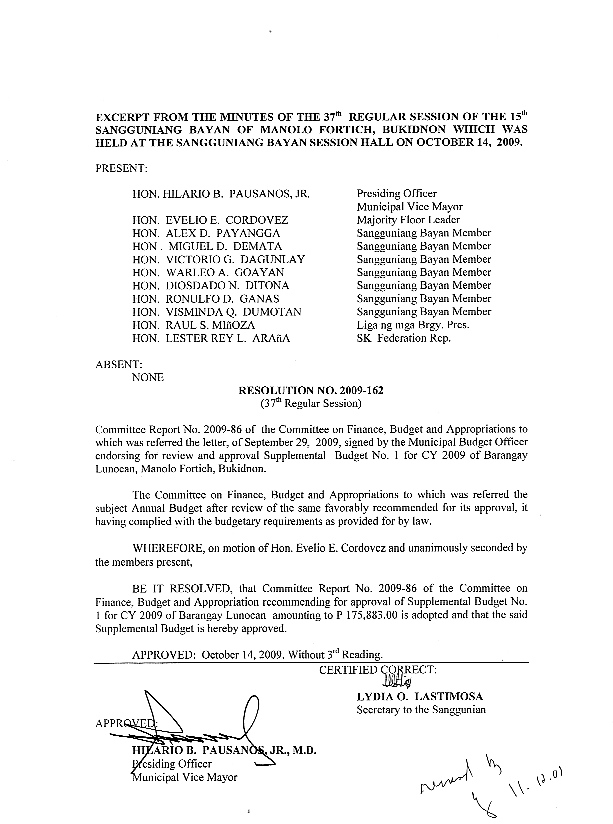 EXCERPT FROM THE MINUTES OF THE 37th REGULAR SESSION OF THE 15th
SANGGUNIANG BAYAN OF MANOLO FORTICH, BUKIDNON WHICH WAS
HELD AT THE SANGGUNIANG BAYAN SESSION HALL ON OCTOBER 14, 2009.
PRESENT:
HON. HILARIO B. PAUSANOS, JR. Presiding Officer
Municipal Vice Mayor
HON. EVELIO E. CORDOVEZ Majority Floor Leader
HON. ALEX D. PAYANGGA Sangguniang Bayan Member
HON . MIGUEL D. DEMATA Sangguniang Bayan Member
HON. VICTORIO G. DAGUNLAY Sangguniang Bayan Member
HON. WARLEO A. GOAYAN Sangguniang Bayan Member
HON. DIOSDADO N. DITONA Sangguniang Bayan Member
HON. RONULFO D. GANAS Sangguniang Bayan Member
HON. VISMINDA Q. DUMOTAN Sangguniang Bayan Member
HON. RAUL S. MIñOZA Liga ng mga Brgy. Pres.
HON. LESTER REY L. ARAñA SK Federation Rep.
ABSENT:
NONE
RESOLUTION NO. 2009-162
(37th Regular Session)
Committee Report No. 2009-86 of the Committee on Finance, Budget and Appropriations to
which was referred the letter, of September 29, 2009, signed by the Municipal Budget Officer
endorsing for review and approval Supplemental Budget No. 1 for CY 2009 of Barangay
Lunocan, Manolo Fortich, Bukidnon.
The Committee on Finance, Budget and Appropriations to which was referred the
subject Annual Budget after review of the same favorably recommended for its approval, it
having complied with the budgetary requirements as provided for by law.
WHEREFORE, on motion of Hon. Evelio E. Cordovez and unanimously seconded by
the members present,
BE IT RESOLVED, that Committee Report No. 2009-86 of the Committee on
Finance, Budget and Appropriation recommending for approval of Supplemental Budget No.
1 for CY 2009 of Barangay Lunocan amounting to P 175,883.00 is adopted and that the said
Supplemental Budget is hereby approved.
APPROVED: October 14, 2009. Without 3rd Reading.
CERTIFIED CORRECT:
LYDIA O. LASTIMOSA
Secretary to the Sanggunian
APPROVED:
HILARIO B. PAUSANOS, JR., M.D.
Presiding Officer
Municipal Vice Mayor